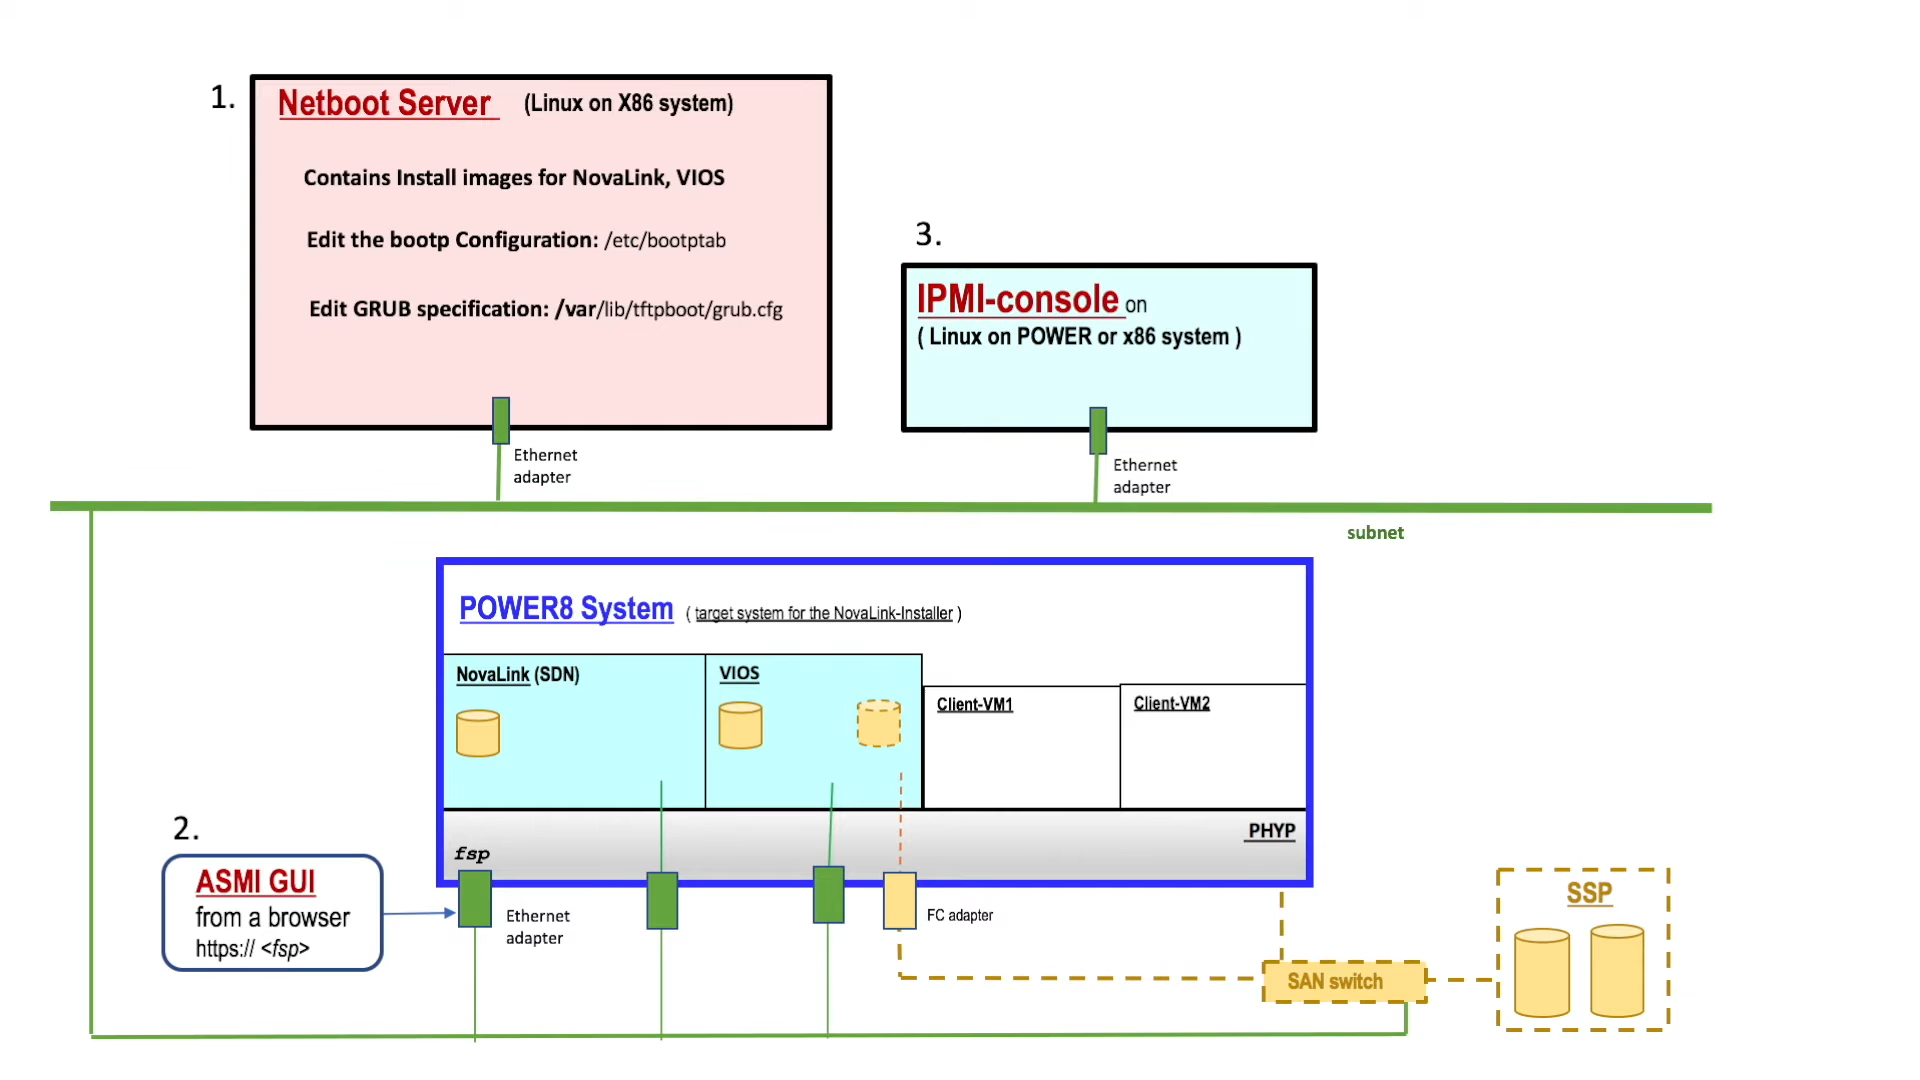 1.
Netboot Server (Linux on X86 system)
Contains Install images for NovaLink, VIOS
Edit the bootp Configuration: /etc/bootptab
Edit GRUB specification: /var/lib/tftpboot/grub.cfg
Ethernet
adapter
3.
IPMI-console on
( Linux on POWER or x86 system )
Ethernet
adapter
subnet
POWER8 System ( target system for the NovaLink-Installer )
NovaLink (SDN)
VIOS
Client-VM1
Client-VM2
PHYP
fsp
2.
ASMI GUI
from a browser
https:// <fsp>
Ethernet
adapter
FC adapter
SAN switch
SSP